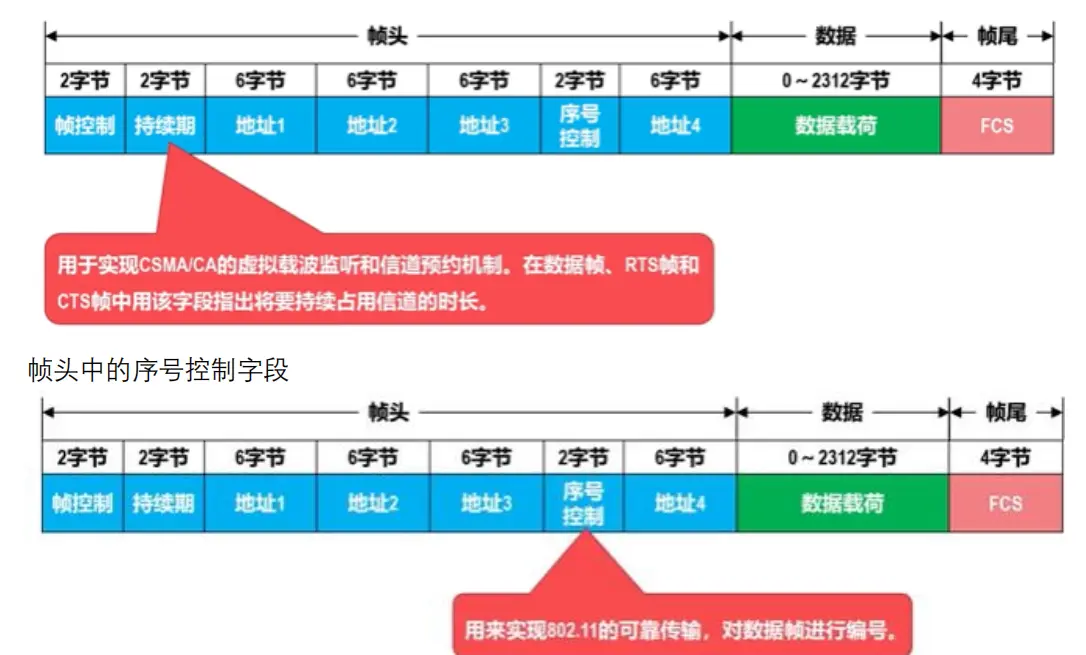 帧头 数据 帧尾
2字节 2字节 6字节 6字节 6字节 2字节 6字节 0～2312字节 4字节
帧控制 持续期 地址1 地址2 地址3 序号控制 地址4 数据载荷 FCS
用于实现CSMA/CA的虚拟载波监听和信道预约机制。在数据帧、RTS帧和
CTS帧中用该字段指出将要持续占用信道的时长。
帧头中的序号控制字段
帧头 数据 帧尾
2字节 2字节 6字节 6字节 6字节 2字节 6字节 0～2312字节 4字节
帧控制 持续期 地址1 地址2 地址3 序号控制 地址4 数据载荷 FCS
用来实现802.11的可靠传输，对数据帧进行编号。